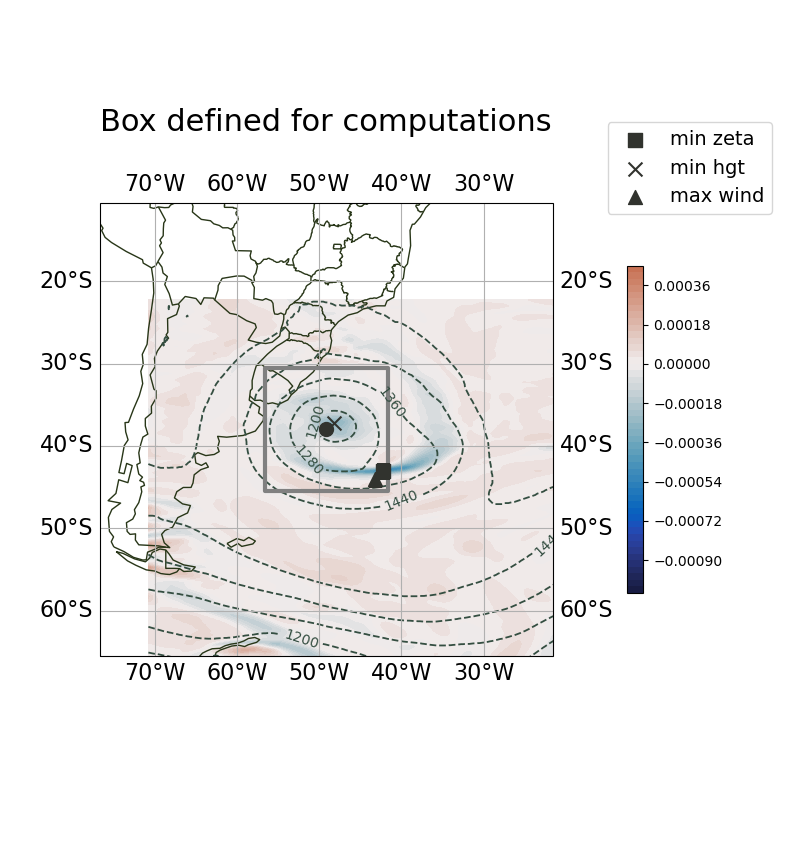 Box defined for computations
min zeta
min hgt
max wind
70°W 60°W 50°W 40°W 30°W
20°S 20°S
30°S 30°S
40°S 40°S
50°S 50°S
60°S 60°S
70°W 60°W 50°W 40°W 30°W
1360
1200
1280
1440
144
1200
0.00036
0.00018
0.00000
−0.00018
−0.00036
−0.00054
−0.00072
−0.00090